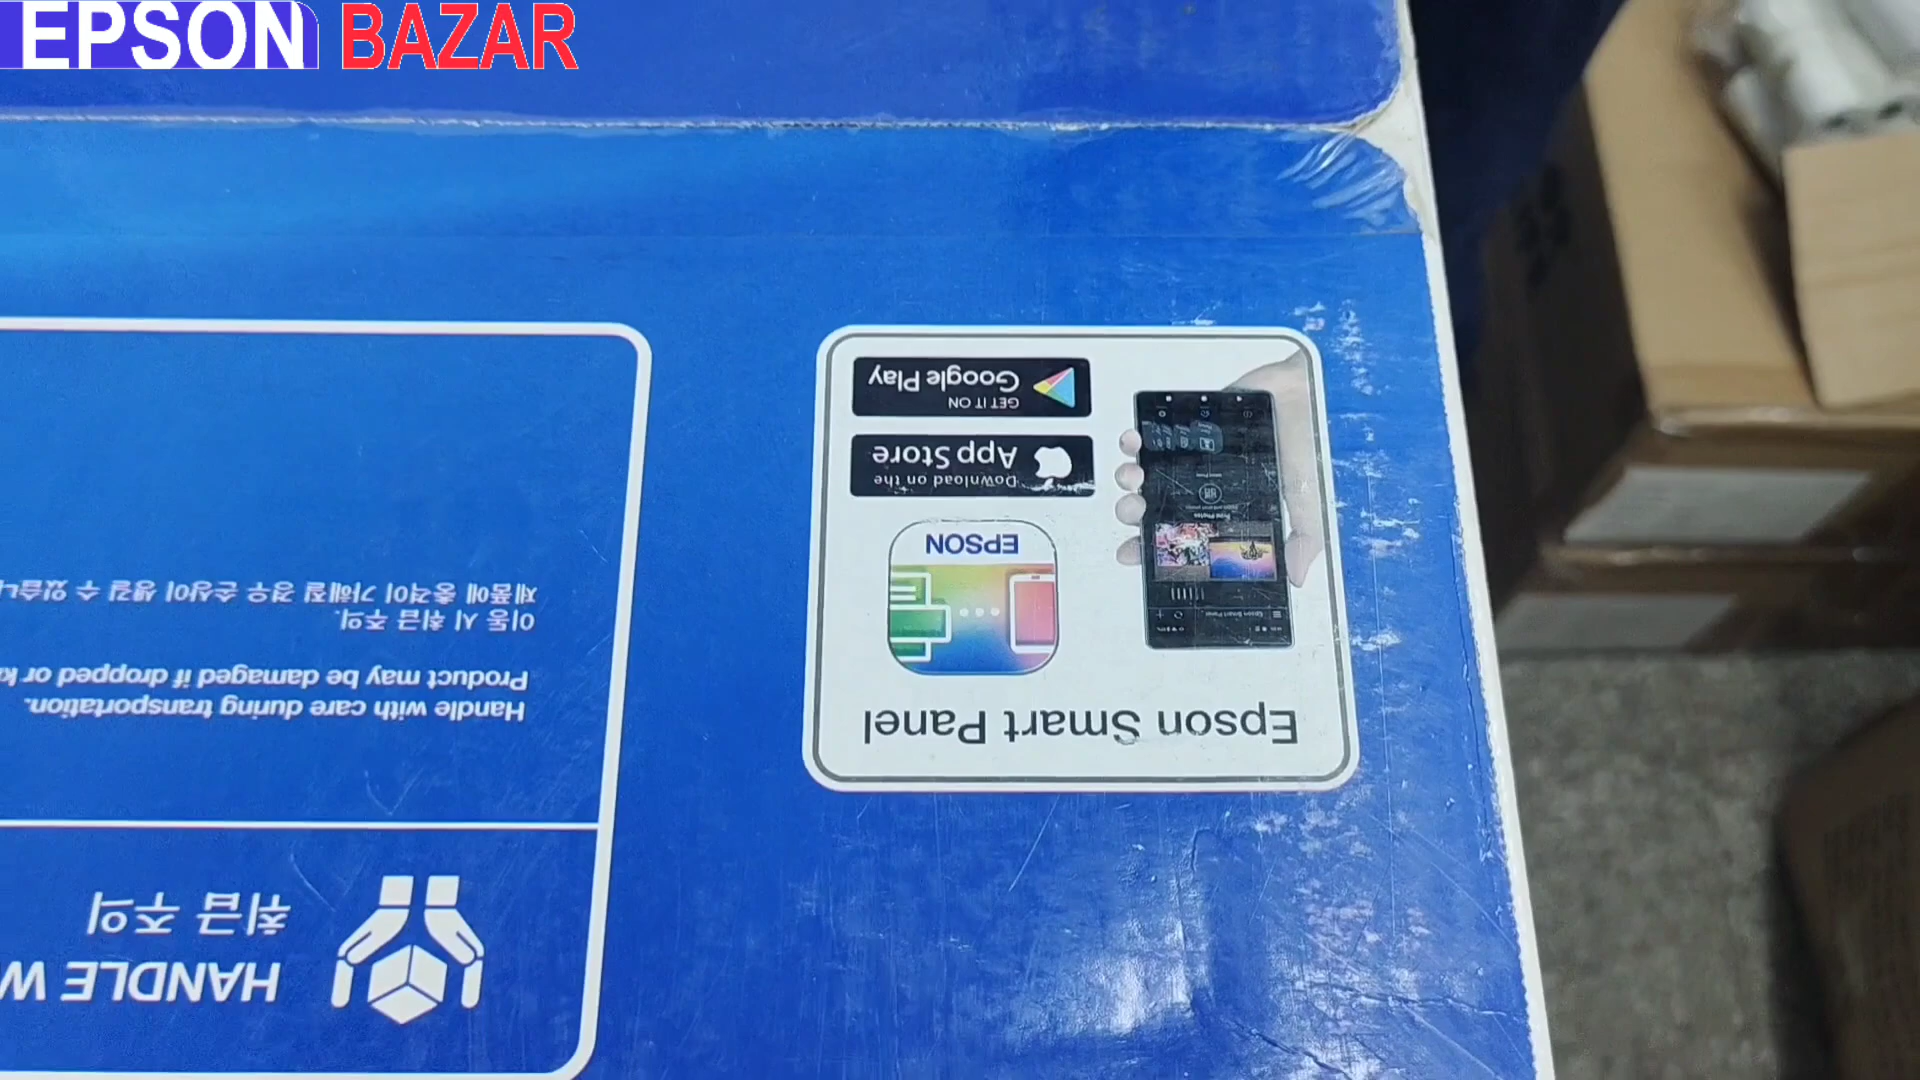 EPSON BAZAR
Epson Smart Panel
EPSON
Download on the
App Store
GET IT ON
Google Play
HANDLE W
취급 주의
Handle with care during transportation.
Product may be damaged if dropped or
이동 시 취급 주의.
제품에 충격이 가해질 경우 손상이 생길 수 있습니